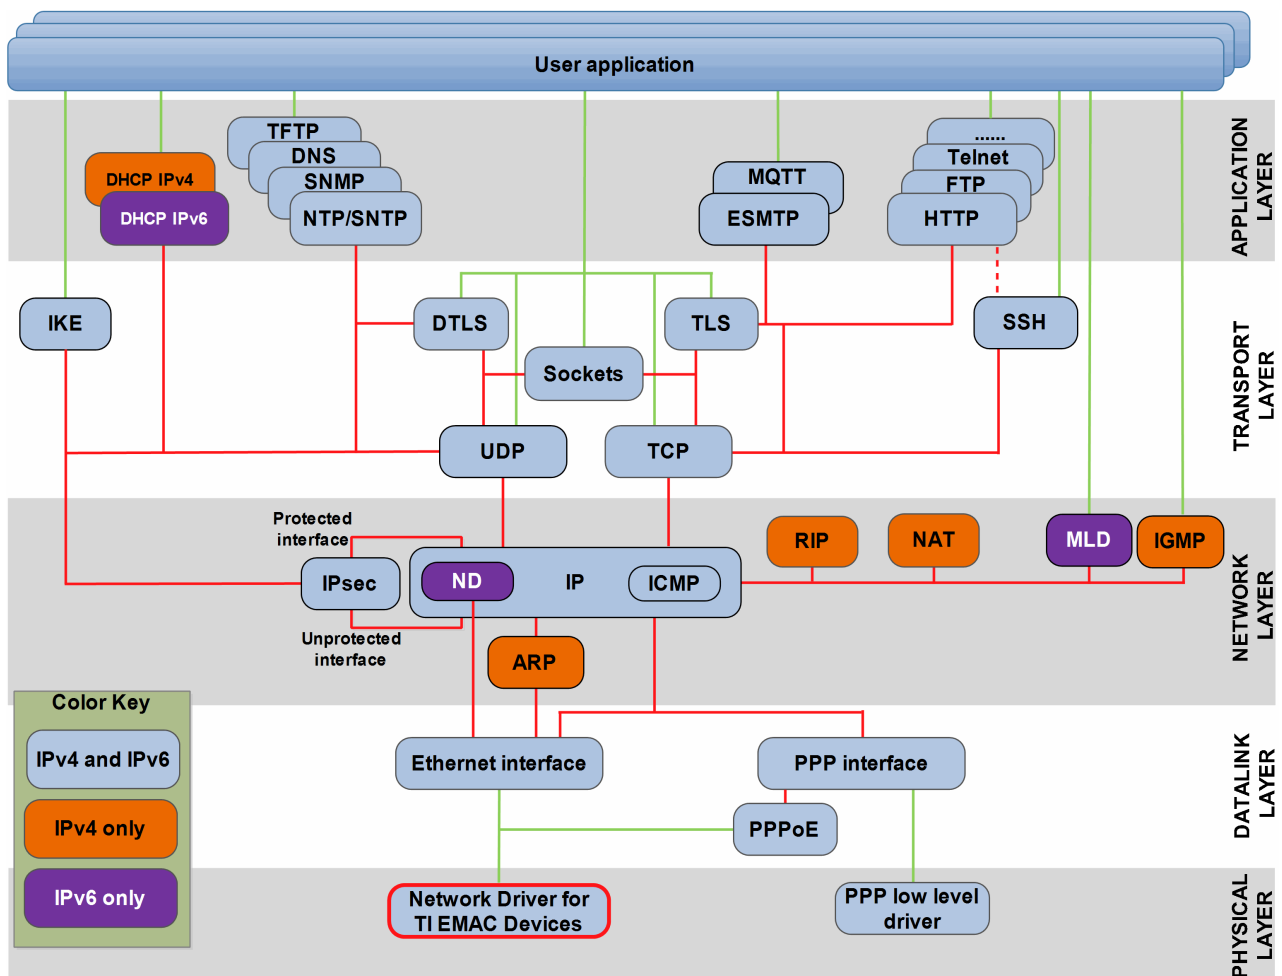 User application
APPLICATION
LAYER
TFTP
DNS
SNMP
NTP/SNTP
DHCP IPv4
DHCP IPv6
MQTT
ESMTP
......
Telnet
FTP
HTTP
TRANSPORT
LAYER
IKE
DTLS
TLS
SSH
Sockets
UDP
TCP
NETWORK
LAYER
Protected
interface
IPsec
Unprotected
interface
ND
IP
ICMP
RIP
NAT
MLD
IGMP
ARP
Color Key
IPv4 and IPv6
IPv4 only
IPv6 only
DATALINK
LAYER
Ethernet interface
PPP interface
PPPoE
PHYSICAL
LAYER
Network Driver for
TI EMAC Devices
PPP low level
driver